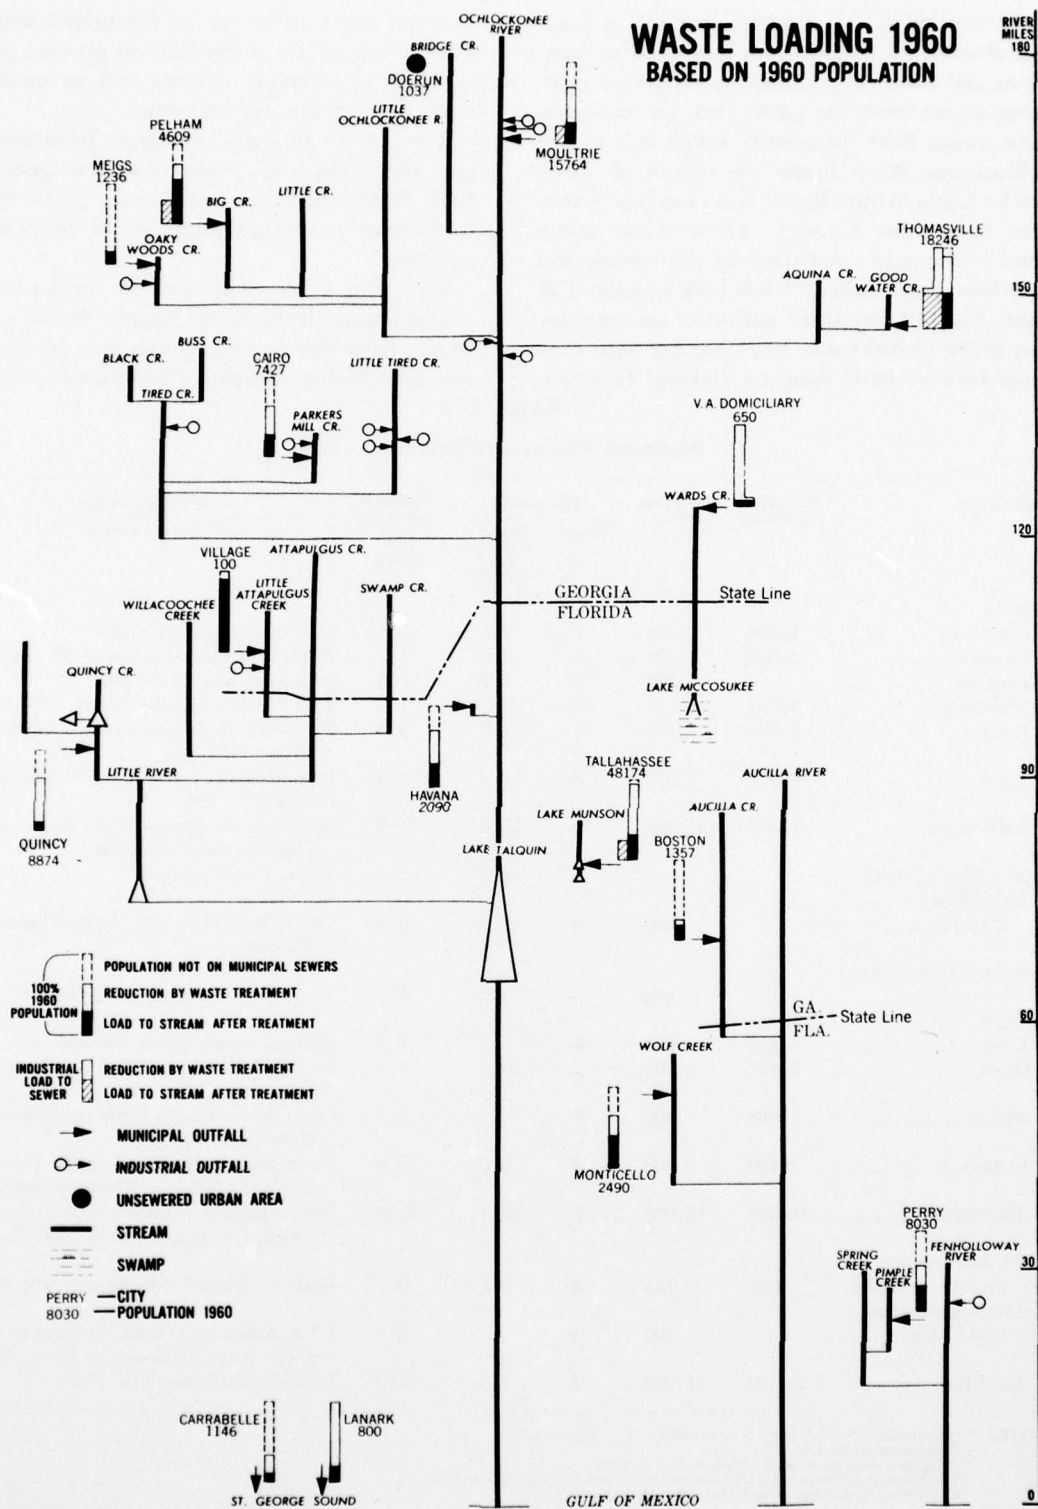 WASTE LOADING 1960
BASED ON 1960 POPULATION
RIVER
MILES
180
150
120
90
60
30
0
OCHLOCKONEE
RIVER
BRIDGE CR.
DOERUN
1037
LITTLE
OCHLOCKONEE R.
MOULTRIE
15764
PELHAM
4609
MEIGS
1236
OAKY
WOODS CR.
BIG CR.
LITTLE CR.
THOMASVILLE
18246
AQUINA CR.
GOOD
WATER CR.
BLACK CR.
BUSS CR.
TIRED CR.
CAIRO
7427
PARKERS
MILL CR.
LITTLE TIRED CR.
V.A. DOMICILIARY
650
WARDS CR.
VILLAGE
100
ATTAPULGUS CR.
LITTLE
ATTAPULGUS
CREEK
SWAMP CR.
WILLACOOCHEE
CREEK
GEORGIA
FLORIDA
State Line
LAKE MICCOSUKEE
QUINCY CR.
LITTLE RIVER
QUINCY
8874
HAVANA
2090
LAKE TALQUIN
TALLAHASSEE
48174
LAKE MUNSON
AUCILLA RIVER
AUCILLA CR.
BOSTON
1357
GA.
FLA.
State Line
WOLF CREEK
MONTICELLO
2490
PERRY
8030
SPRING
CREEK
PIMPLE
CREEK
FENHOLLOWAY
RIVER
100%
1960
POPULATION
POPULATION NOT ON MUNICIPAL SEWERS
REDUCTION BY WASTE TREATMENT
LOAD TO STREAM AFTER TREATMENT
INDUSTRIAL
LOAD TO
SEWER
REDUCTION BY WASTE TREATMENT
LOAD TO STREAM AFTER TREATMENT
MUNICIPAL OUTFALL
INDUSTRIAL OUTFALL
UNSEWERED URBAN AREA
STREAM
SWAMP
PERRY — CITY
8030 — POPULATION 1960
CARRABELLE
1146
LANARK
800
ST. GEORGE SOUND
GULF OF MEXICO